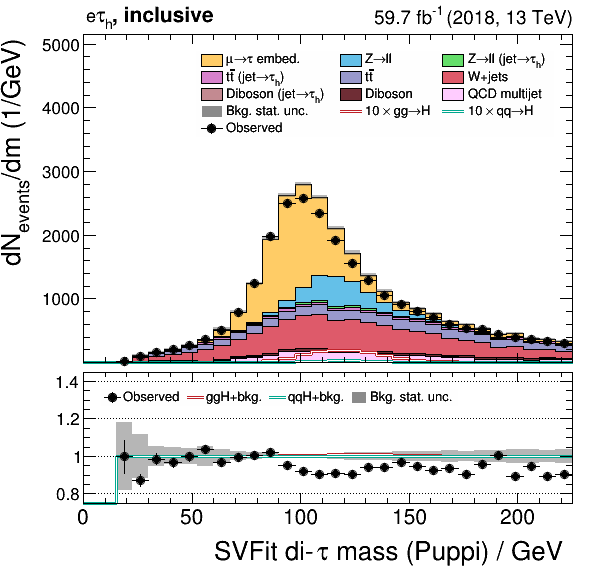 eτh, inclusive 59.7 fb⁻¹ (2018, 13 TeV)
dNevents/dm (1/GeV)
5000
4000
3000
2000
1000
μ→τ embed. Z→ll Z→ll (jet→τh)
tt̄ (jet→τh) tt̄ W+jets
Diboson (jet→τh) Diboson QCD multijet
Bkg. stat. unc. 10 × gg→H 10 × qq→H
Observed
1.4
1.2
1
0.8
Observed ggH+bkg. qqH+bkg. Bkg. stat. unc.
0 50 100 150 200
SVFit di-τ mass (Puppi) / GeV